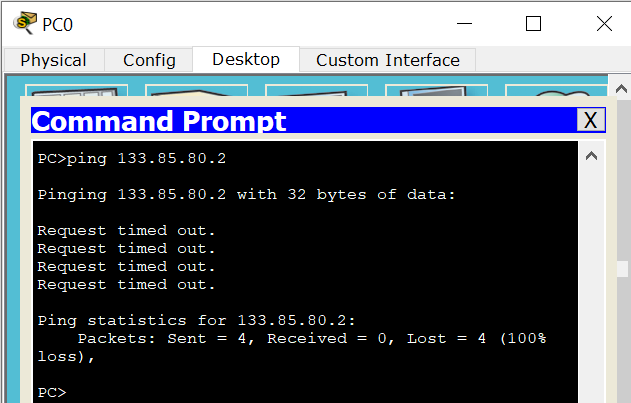 PC0
Physical Config Desktop Custom Interface
Command Prompt X
PC>ping 133.85.80.2
Pinging 133.85.80.2 with 32 bytes of data:
Request timed out.
Request timed out.
Request timed out.
Request timed out.
Ping statistics for 133.85.80.2:
Packets: Sent = 4, Received = 0, Lost = 4 (100%
loss),
PC>